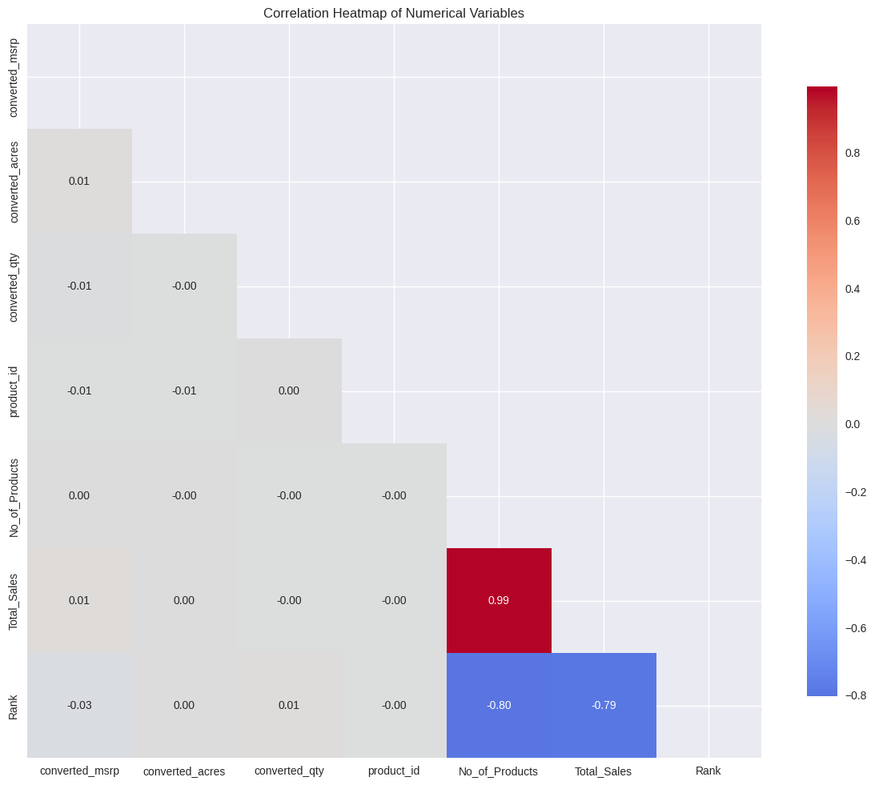 Correlation Heatmap of Numerical Variables
converted_msrp
converted_acres
0.01
converted_qty
-0.01
-0.00
product_id
-0.01
-0.01
0.00
No_of_Products
0.00
-0.00
-0.00
-0.00
Total_Sales
0.01
0.00
-0.00
-0.00
0.99
Rank
-0.03
0.00
0.01
-0.00
-0.80
-0.79
converted_msrp
converted_acres
converted_qty
product_id
No_of_Products
Total_Sales
Rank
0.8
0.6
0.4
0.2
0.0
−0.2
−0.4
−0.6
−0.8